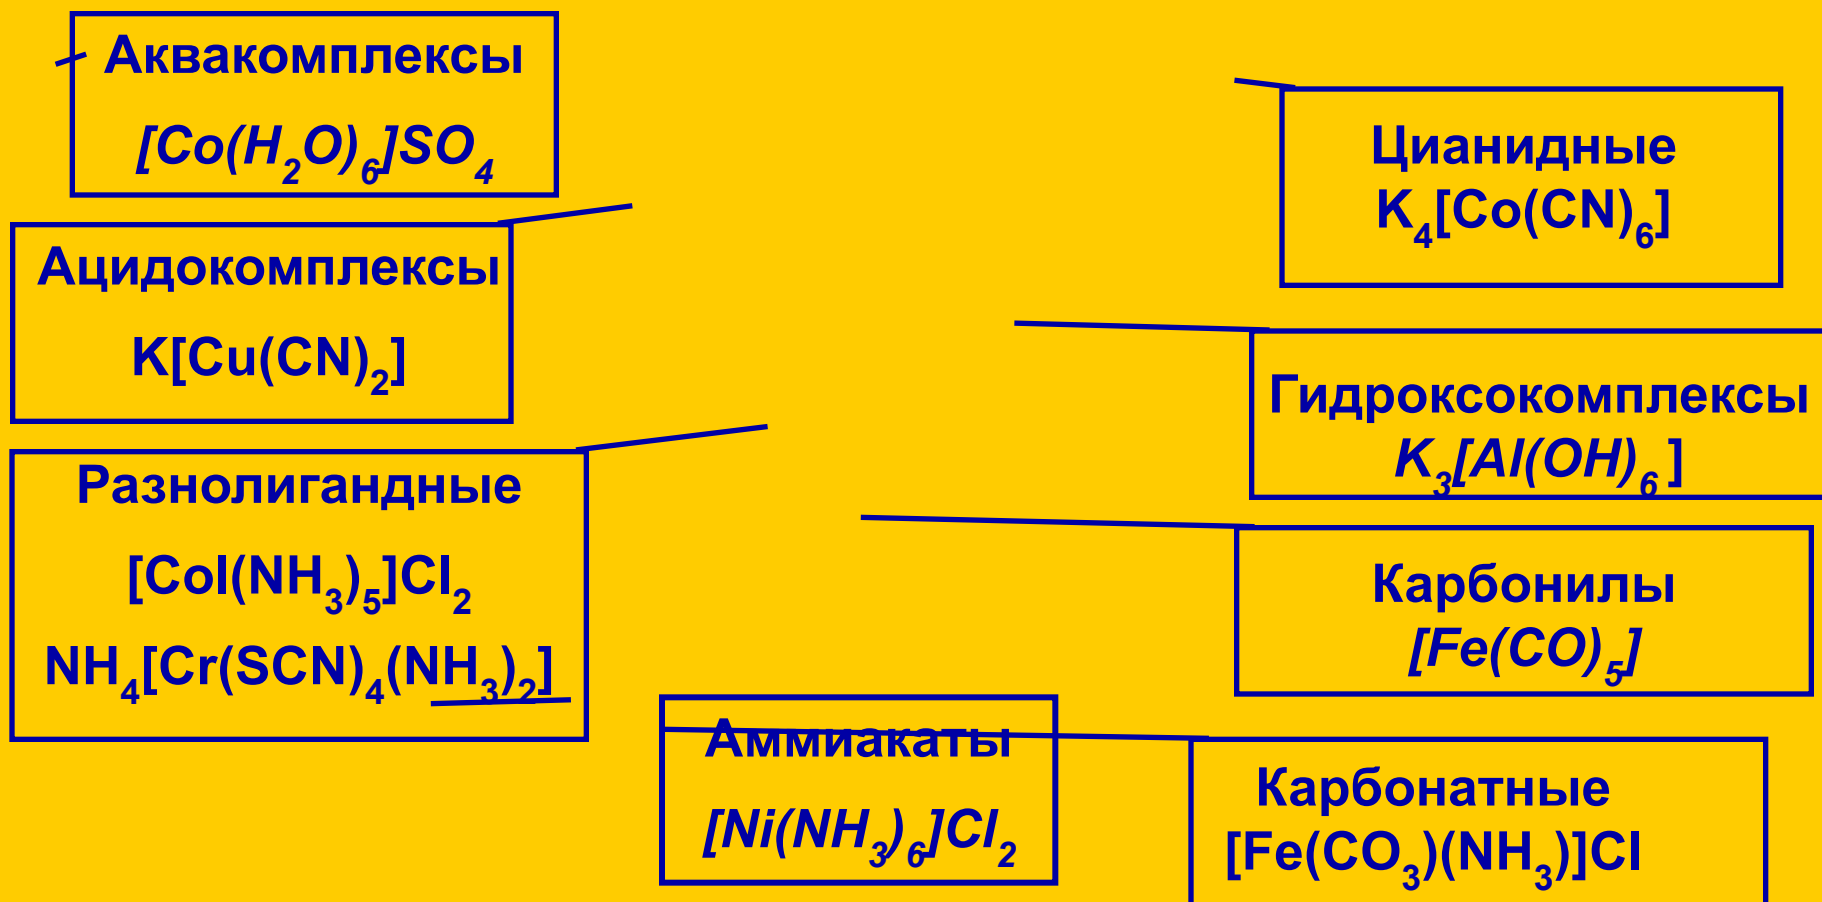 Аквакомплексы
[Co(H₂O)₆]SO₄
Ацидокомплексы
K[Cu(CN)₂]
Разнолигандные
[CoI(NH₃)₅]Cl₂
NH₄[Cr(SCN)₄(NH₃)₂]
Аммиакаты
[Ni(NH₃)₆]Cl₂
Цианидные
K₄[Co(CN)₆]
Гидроксокомплексы
K₃[Al(OH)₆ ]
Карбонилы
[Fe(CO)₅]
Карбонатные
[Fe(CO₃)(NH₃)]Cl